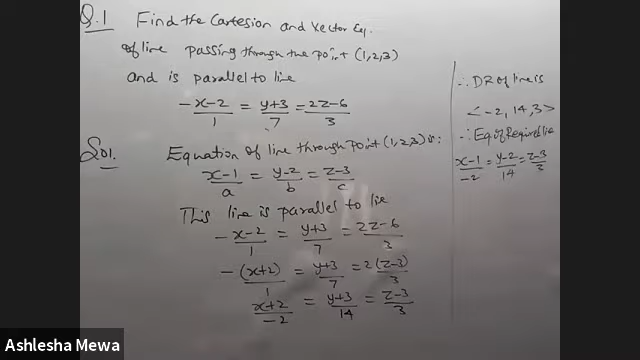 Q.1 Find the Cartesion and Vector Eq.
of line passing through the point (1,2,3)
and is parallel to line
-x-2/1 = y+3/7 = 2z-6/3
Sol. Equation of line through point (1,2,3) is:
x-1/a = y-2/b = z-3/c
This line is parallel to lie
-x-2/1 = y+3/7 = 2z-6/3
-(x+2)/1 = y+3/7 = 2(z-3)/3
x+2/-2 = y+3/14 = z-3/3
∴ DR of line is
<-2, 14, 3>
∴ Eq of Required lie
x-1/-2 = y-2/14 = z-3/3
Ashlesha Mewa